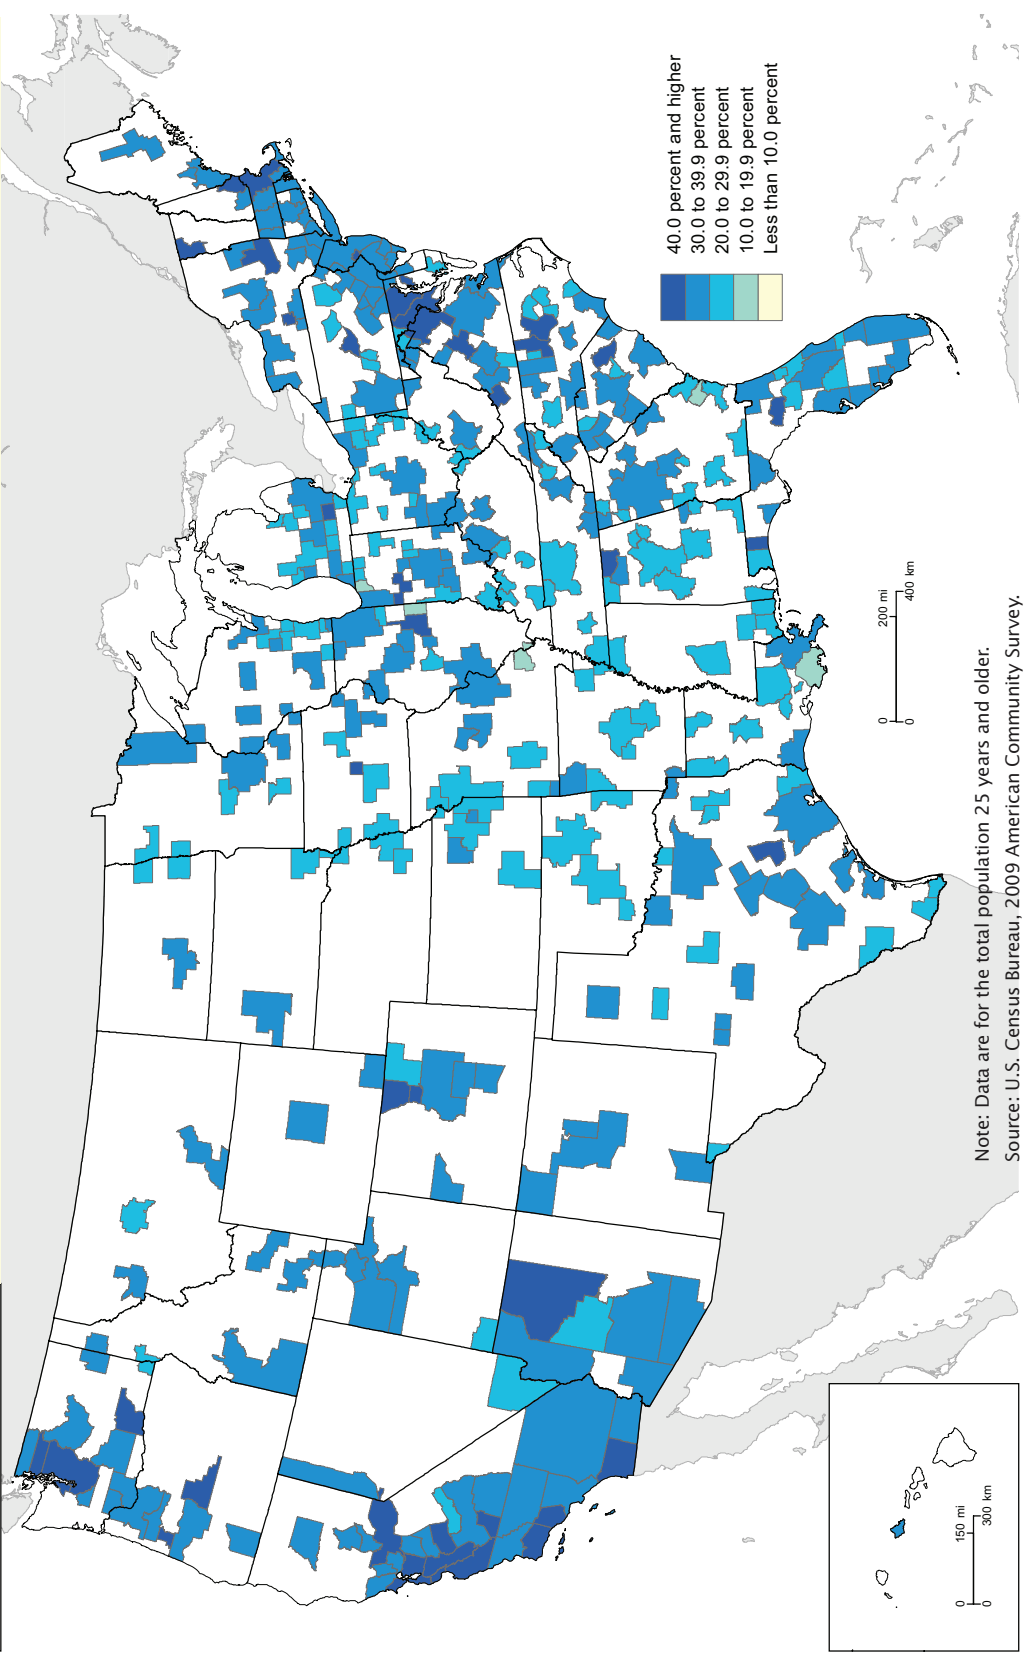 40.0 percent and higher
30.0 to 39.9 percent
20.0 to 29.9 percent
10.0 to 19.9 percent
Less than 10.0 percent
0 200 mi
0 400 km
0 150 mi
0 300 km
Note: Data are for the total population 25 years and older.
Source: U.S. Census Bureau, 2009 American Community Survey.